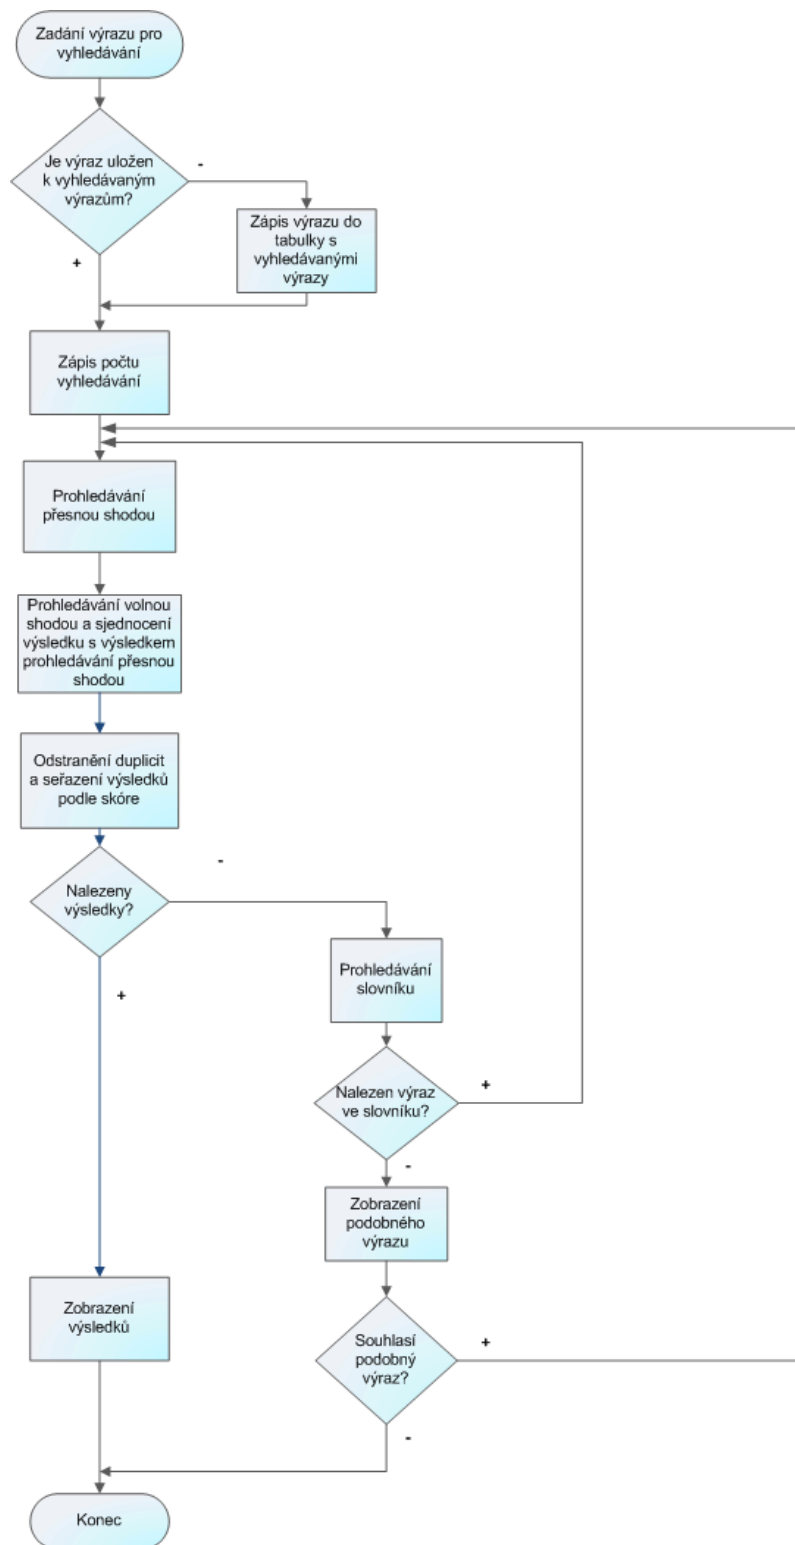 Zadání výrazu pro
vyhledávání
Je výraz uložen
k vyhledávaným
výrazům?
-
Zápis výrazu do
tabulky s
vyhledávanými
výrazy
+
Zápis počtu
vyhledávání
Prohledávání
přesnou shodou
Prohledávání volnou
shodou a sjednocení
výsledku s výsledkem
prohledávání přesnou
shodou
Odstranění duplicit
a seřazení výsledků
podle skóre
-
Nalezeny
výsledky?
+
Prohledávání
slovníku
Nalezen výraz
ve slovníku?
+
-
Zobrazení
podobného
výrazu
Zobrazení
výsledků
Souhlasí
podobný
výraz?
+
-
Konec